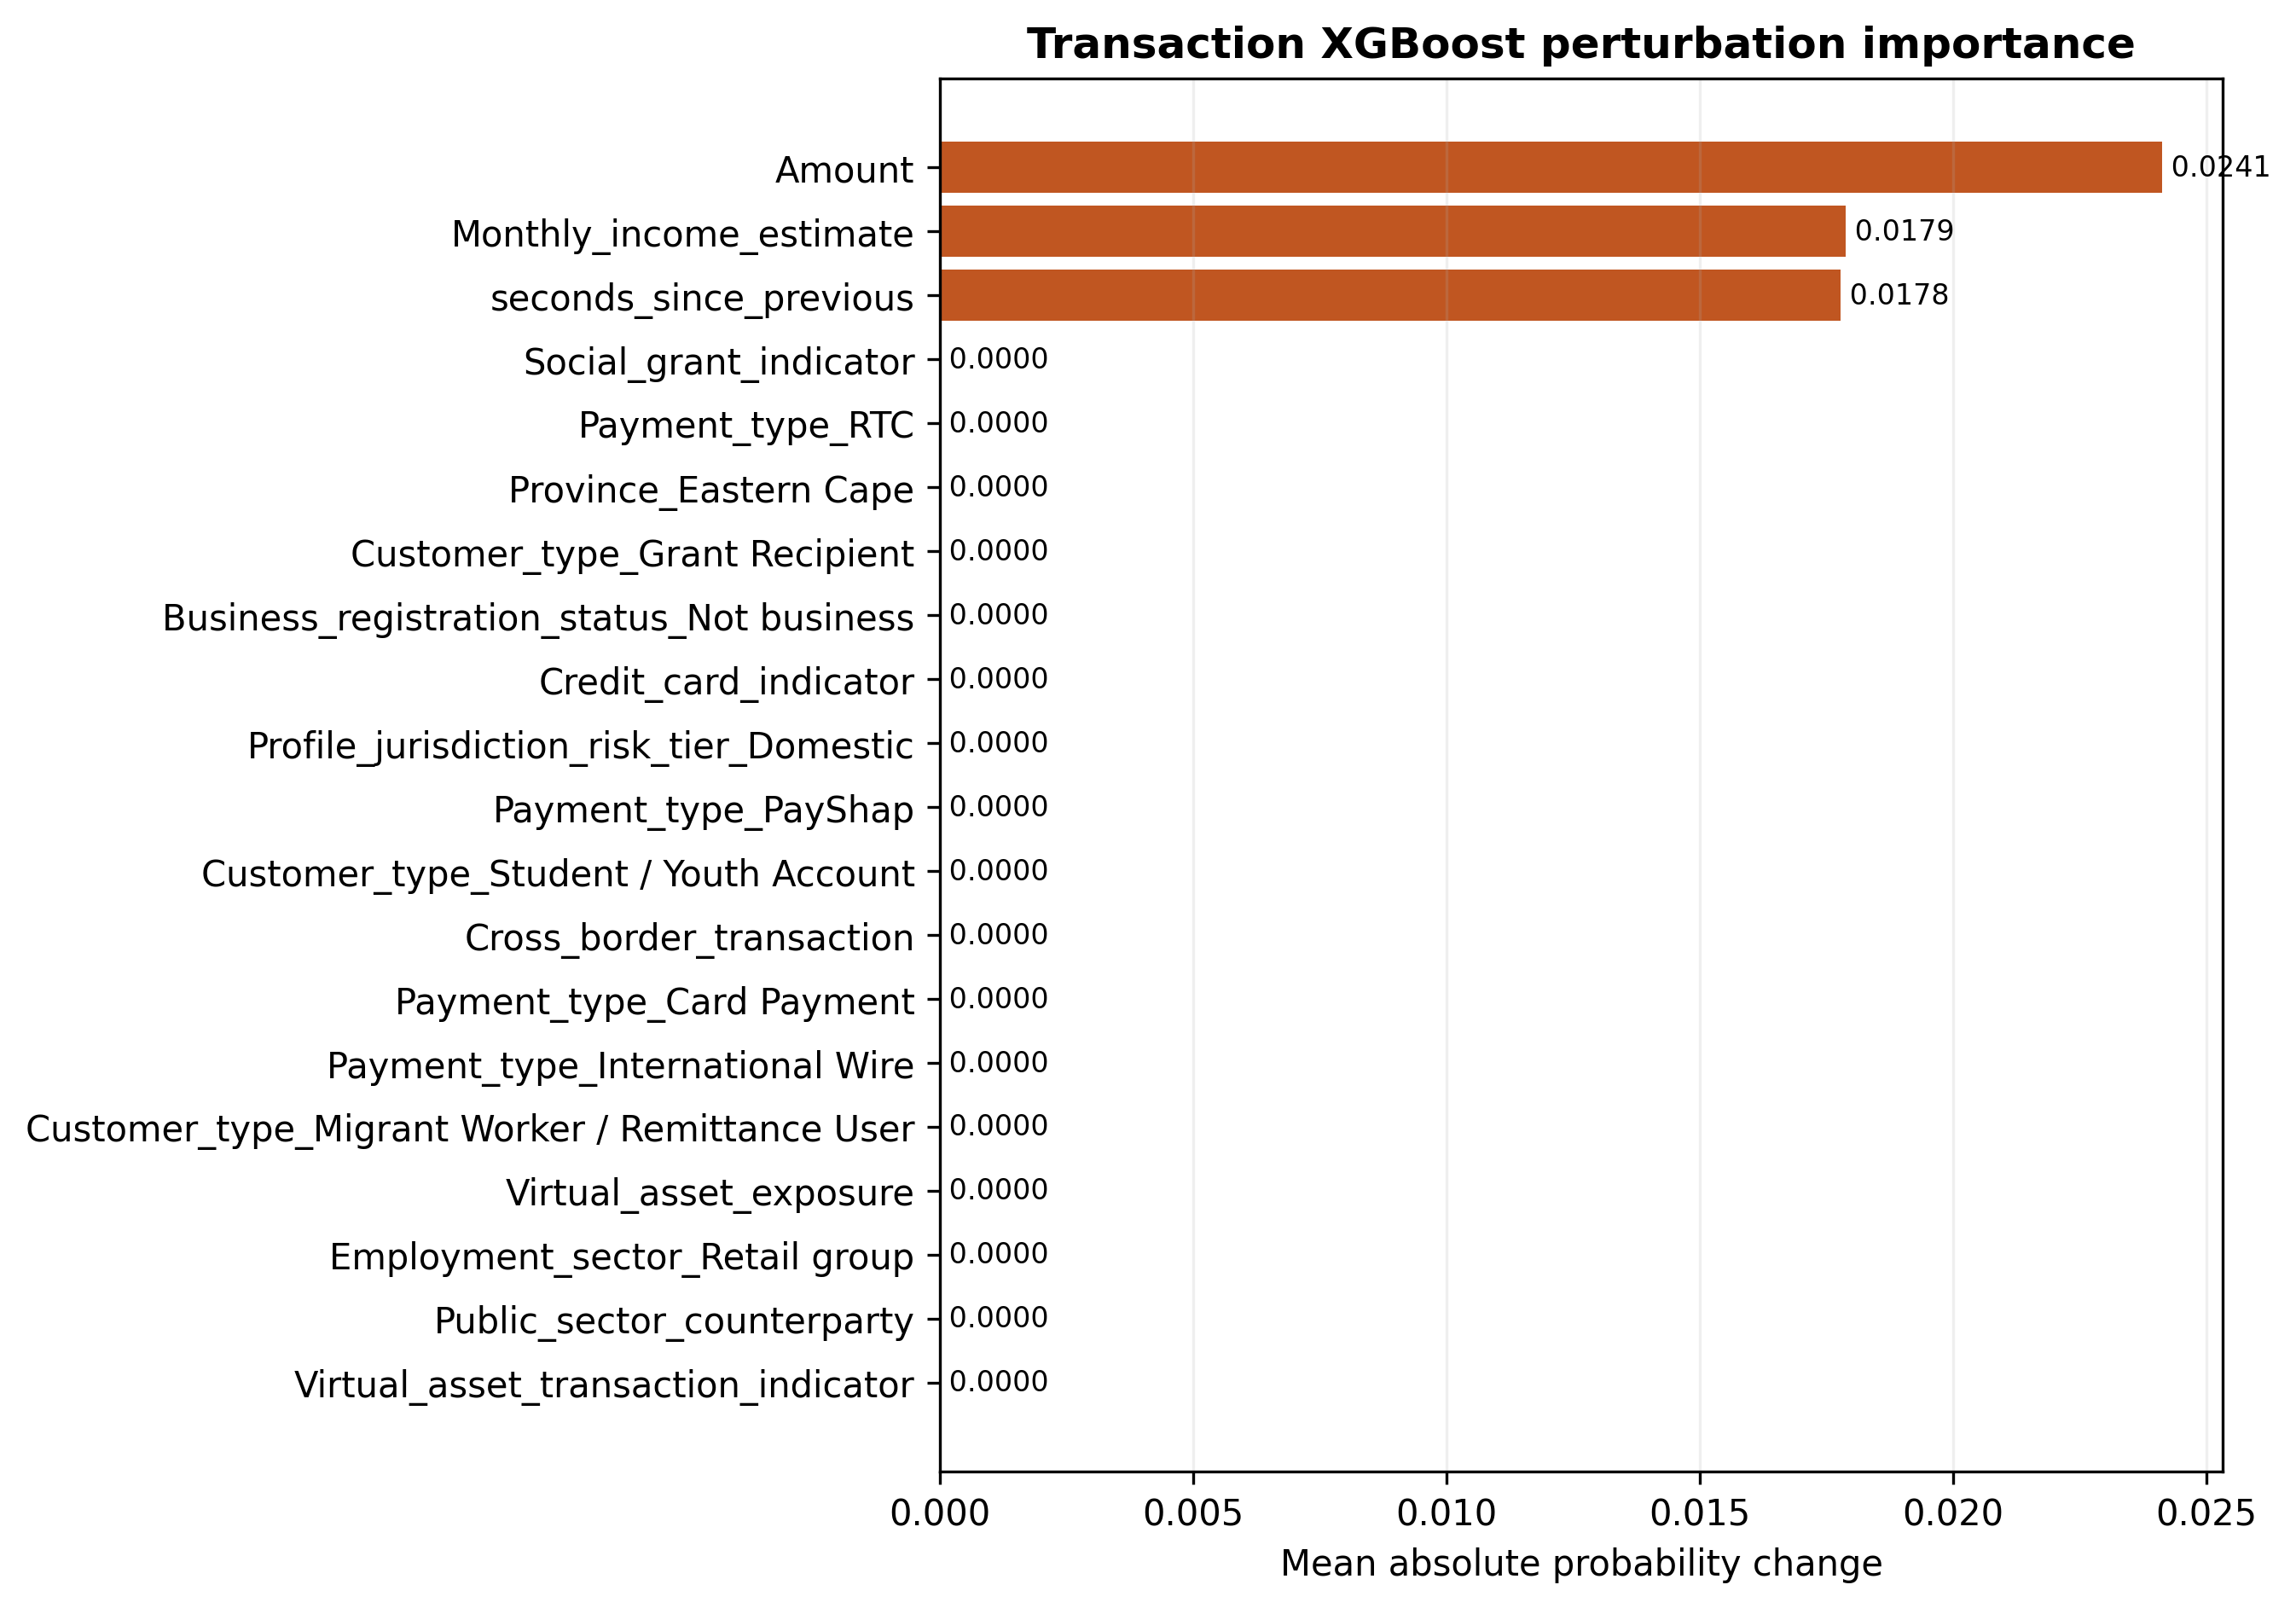 Transaction XGBoost perturbation importance
Amount 0.0241
Monthly_income_estimate 0.0179
seconds_since_previous 0.0178
Social_grant_indicator 0.0000
Payment_type_RTC 0.0000
Province_Eastern Cape 0.0000
Customer_type_Grant Recipient 0.0000
Business_registration_status_Not business 0.0000
Credit_card_indicator 0.0000
Profile_jurisdiction_risk_tier_Domestic 0.0000
Payment_type_PayShap 0.0000
Customer_type_Student / Youth Account 0.0000
Cross_border_transaction 0.0000
Payment_type_Card Payment 0.0000
Payment_type_International Wire 0.0000
Customer_type_Migrant Worker / Remittance User 0.0000
Virtual_asset_exposure 0.0000
Employment_sector_Retail group 0.0000
Public_sector_counterparty 0.0000
Virtual_asset_transaction_indicator 0.0000
0.000 0.005 0.010 0.015 0.020 0.025
Mean absolute probability change